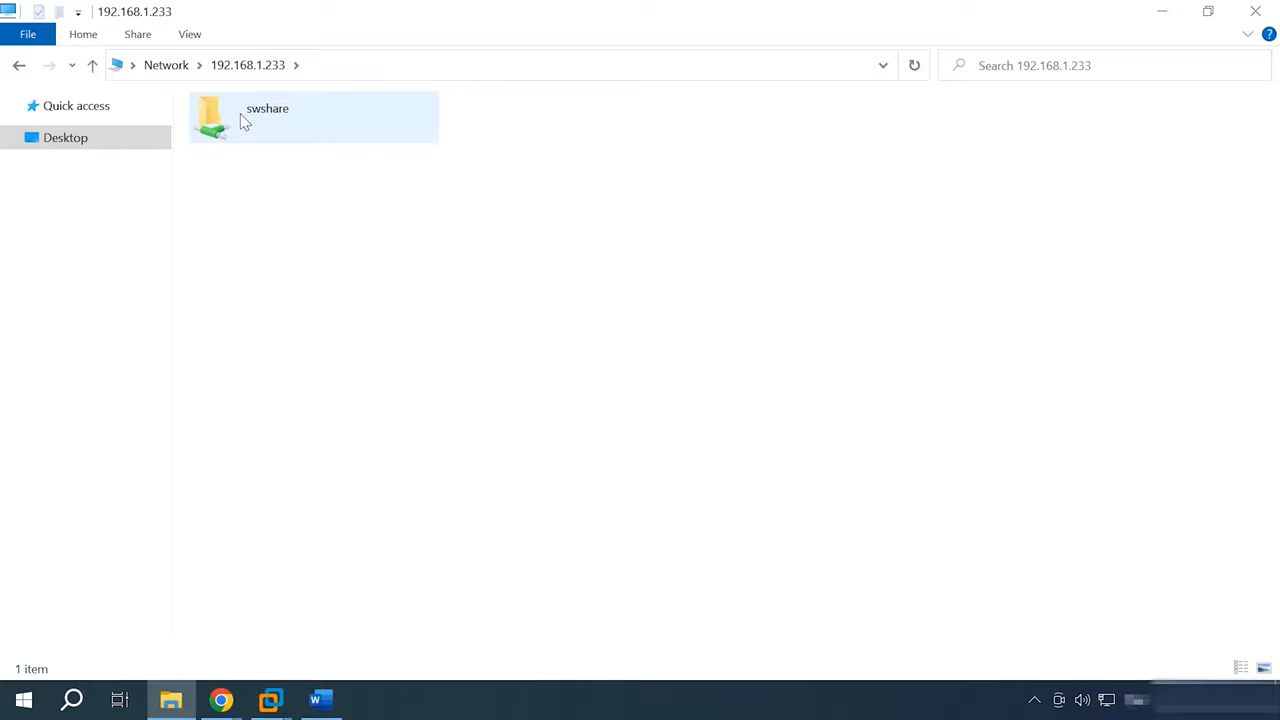 192.168.1.233
File Home Share View
Network 192.168.1.233
Search 192.168.1.233
Quick access
Desktop
swshare
1 item